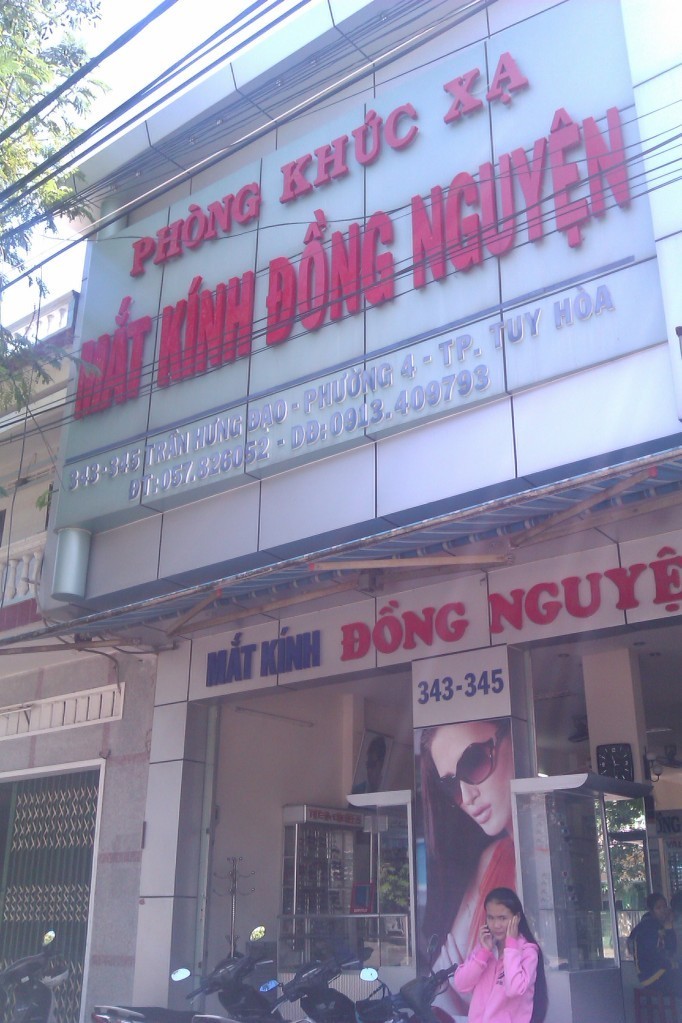 PHÒNG KHÚC XẠ
MẮT KÍNH ĐỒNG NGUYỆN
343-345 TRẦN HƯNG ĐẠO - PHƯỜNG 4 - TP. TUY HÒA
ĐT: 057.826052 - DĐ: 0913.409793
MẮT KÍNH ĐỒNG NGUYỆ
343-345